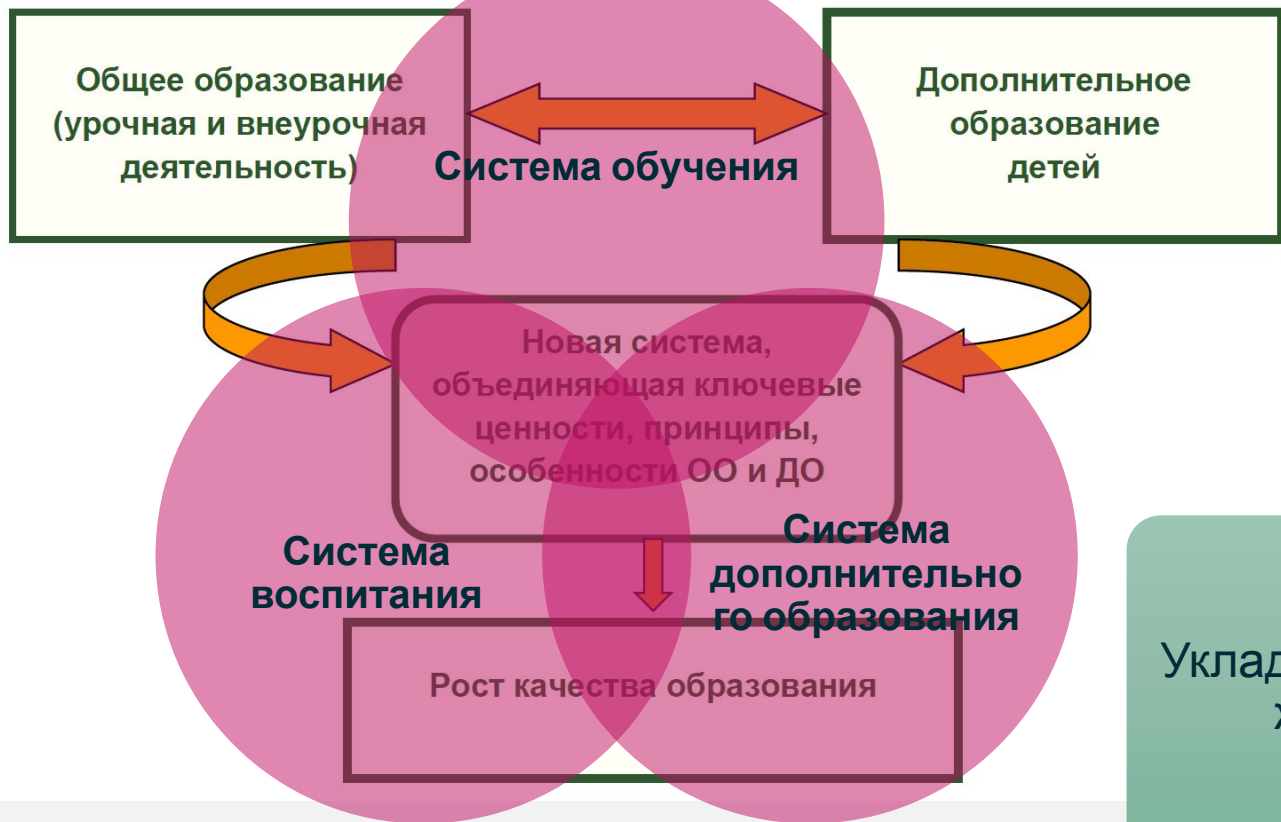 Общее образование
(урочная и внеурочная
деятельность)
Дополнительное
образование
детей
Система обучения
Новая система,
объединяющая ключевые
ценности, принципы,
особенности ОО и ДО
Система
воспитания
Система
дополнительно
го образования
Рост качества образования
Уклад